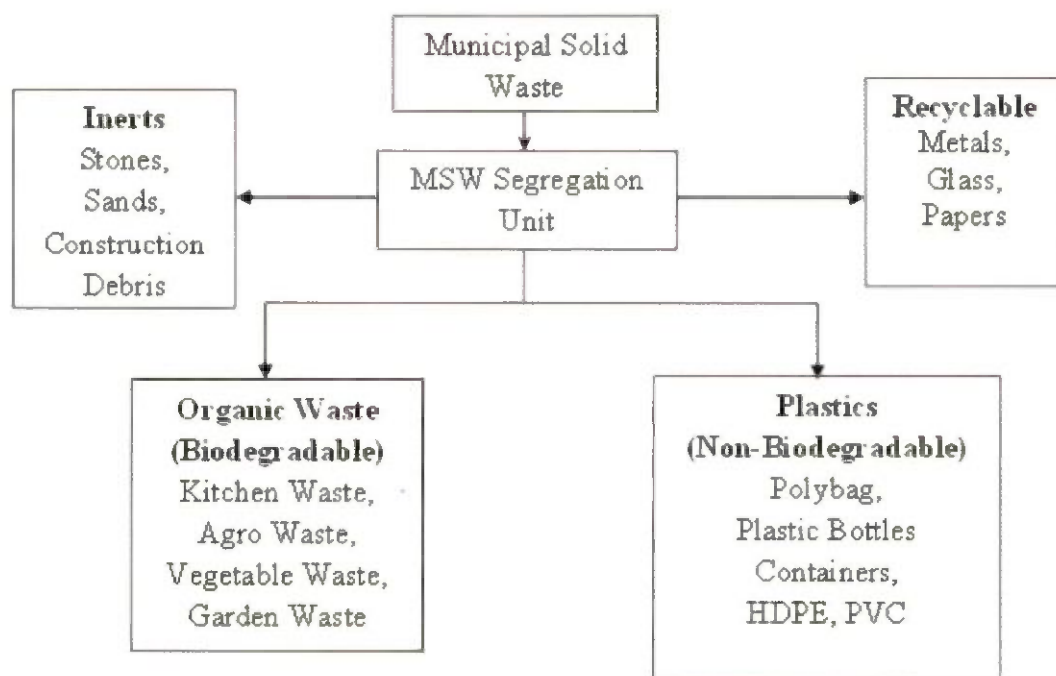 Municipal Solid
Waste
Inerts
Stones,
Sands,
Construction
Debris
MSW Segregation
Unit
Recyclable
Metals,
Glass,
Papers
Organic Waste
(Biodegradable)
Kitchen Waste,
Agro Waste,
Vegetable Waste,
Garden Waste
Plastics
(Non-Biodegradable)
Polybag,
Plastic Bottles
Containers,
HDPE, PVC